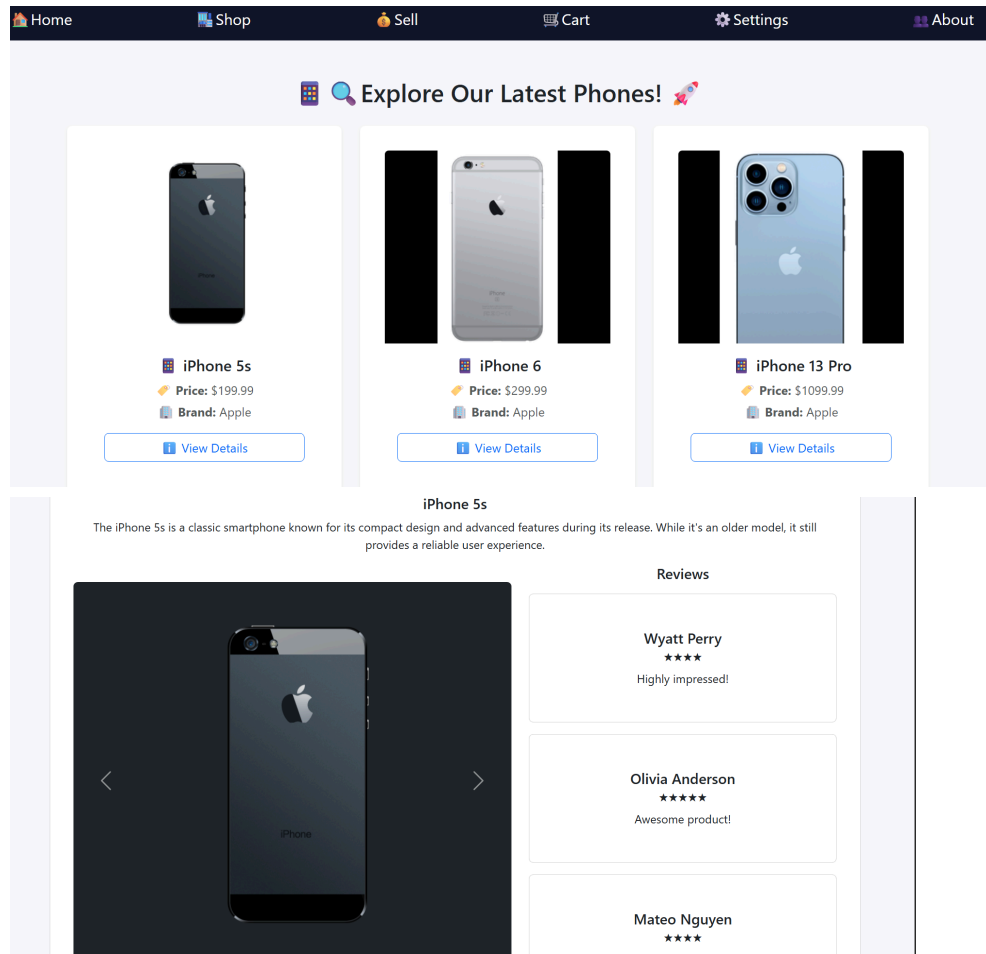 Home Shop Sell Cart Settings About
Explore Our Latest Phones!
iPhone 5s
Price: $199.99
Brand: Apple
View Details
iPhone 6
Price: $299.99
Brand: Apple
View Details
iPhone 13 Pro
Price: $1099.99
Brand: Apple
View Details
iPhone 5s
The iPhone 5s is a classic smartphone known for its compact design and advanced features during its release. While it's an older model, it still
provides a reliable user experience.
iPhone
Reviews
Wyatt Perry
★★★★
Highly impressed!
Olivia Anderson
★★★★★
Awesome product!
Mateo Nguyen
★★★★